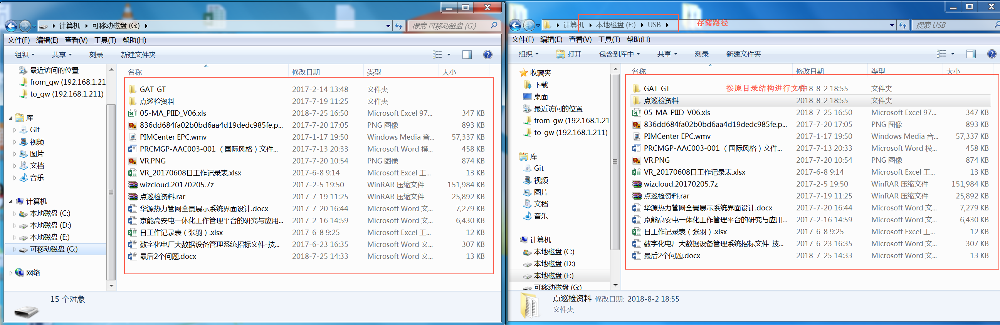 计算机 可移动磁盘 (G:)
搜索 可移动磁盘 (G:)
文件(F) 编辑(E) 查看(V) 工具(T) 帮助(H)
组织 共享 刻录 新建文件夹
最近访问的位置
from_gw (192.168.1.21
to_gw (192.168.1.211)
库
Git
视频
图片
文档
音乐
计算机
本地磁盘 (C:)
本地磁盘 (D:)
本地磁盘 (E:)
可移动磁盘 (G:)
网络
名称 修改日期 类型 大小
GAT_GT 2017-2-14 13:48 文件夹
点巡检资料 2017-7-19 11:25 文件夹
05-MA_PIID_V06.xls 2018-7-25 16:50 Microsoft Excel 97... 347 KB
836dd684fa02b0bd6aa4d19dedc985fe.p... 2017-7-20 17:05 PNG 图像 893 KB
PIMCenter EPC.wmv 2017-1-17 19:50 Windows Media 音... 57,337 KB
PRCMGP-AAC003-001 （国际风格）文件... 2017-7-13 20:33 Microsoft Word 模... 458 KB
VR.PNG 2017-7-20 10:54 PNG 图像 874 KB
VR_20170608日工作记录表.xlsx 2017-6-8 9:14 Microsoft Excel 工... 13 KB
wizcloud.20170205.7z 2017-2-5 19:50 WinRAR 压缩文件 151,984 KB
点巡检资料.rar 2017-7-19 11:25 WinRAR 压缩文件 25,892 KB
华源热力管网全景展示系统界面设计.docx 2017-7-20 16:44 Microsoft Word 文... 7,279 KB
京能高安屯一体化工作管理平台的研究与应用... 2017-2-16 14:59 Microsoft Word 文... 6,430 KB
日工作记录表（张羽）.xlsx 2017-6-8 9:25 Microsoft Excel 工... 12 KB
数字化电厂大数据设备管理系统招标文件-技... 2017-6-23 16:35 Microsoft Word 文... 307 KB
最后2个问题.docx 2018-7-25 14:33 Microsoft Word 文... 13 KB
15 个对象
计算机 本地磁盘 (E:) USB
存储路径
搜索 USB
文件(F) 编辑(E) 查看(V) 工具(T) 帮助(H)
组织 打开 包含到库中 共享 刻录 新建文件夹
收藏夹
下载
桌面
最近访问的位置
from_gw (192.168.1.21
to_gw (192.168.1.211)
库
Git
视频
图片
文档
音乐
计算机
本地磁盘 (C:)
本地磁盘 (D:)
本地磁盘 (E:)
可移动磁盘 (G:)
名称 修改日期 类型 大小
按原目录结构进行文件
GAT_GT 2018-8-2 18:55 文件夹
点巡检资料 2018-8-2 18:55 文件夹
05-MA_PIID_V06.xls 2018-7-25 16:50 Microsoft Excel 97... 347 KB
836dd684fa02b0bd6aa4d19dedc985fe.p... 2017-7-20 17:05 PNG 图像 893 KB
PIMCenter EPC.wmv 2017-1-17 19:50 Windows Media 音... 57,337 KB
PRCMGP-AAC003-001 （国际风格）文件... 2017-7-13 20:33 Microsoft Word 模... 458 KB
VR.PNG 2017-7-20 10:54 PNG 图像 874 KB
VR_20170608日工作记录表.xlsx 2017-6-8 9:14 Microsoft Excel 工... 13 KB
wizcloud.20170205.7z 2017-2-5 19:50 WinRAR 压缩文件 151,984 KB
点巡检资料.rar 2017-7-19 11:25 WinRAR 压缩文件 25,892 KB
华源热力管网全景展示系统界面设计.docx 2017-7-20 16:44 Microsoft Word 文... 7,279 KB
京能高安屯一体化工作管理平台的研究与应用... 2017-2-16 14:59 Microsoft Word 文... 6,430 KB
日工作记录表（张羽）.xlsx 2017-6-8 9:25 Microsoft Excel 工... 12 KB
数字化电厂大数据设备管理系统招标文件-技... 2017-6-23 16:35 Microsoft Word 文... 307 KB
最后2个问题.docx 2018-7-25 14:33 Microsoft Word 文... 13 KB
点巡检资料 修改日期: 2018-8-2 18:55
文件夹